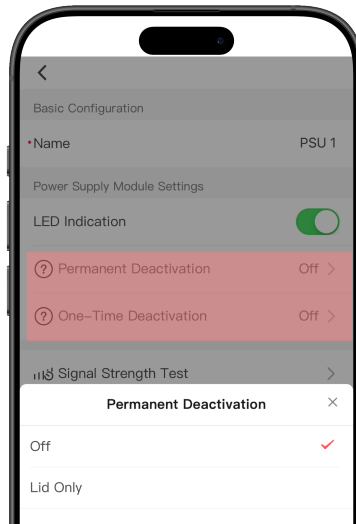 Basic Configuration
•Name PSU 1
Power Supply Module Settings
LED Indication
? Permanent Deactivation Off >
? One-Time Deactivation Off >
Signal Strength Test >
Permanent Deactivation ×
Off
Lid Only